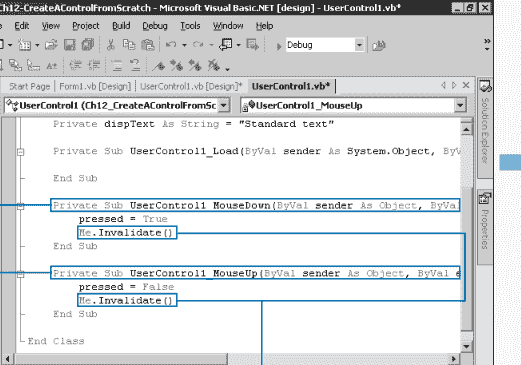 Ch12-CreateAControlFromScratch - Microsoft Visual Basic.NET [design] - UserControl1.vb*
Edit View Project Build Debug Tools Window Help
Debug
Start Page Form1.vb [Design] UserControl1.vb [Design]* UserControl1.vb*
UserControl1 (Ch12_CreateAControlFromSc UserControl1_MouseUp
Private dispText As String = "Standard text"
Private Sub UserControl1_Load(ByVal sender As System.Object, ByV
End Sub
Private Sub UserControl1_MouseDown(ByVal sender As Object, ByVal
pressed = True
Me.Invalidate()
End Sub
Private Sub UserControl1_MouseUp(ByVal sender As Object, ByVal e
pressed = False
Me.Invalidate()
End Sub
End Class
Solution Explorer
Properties